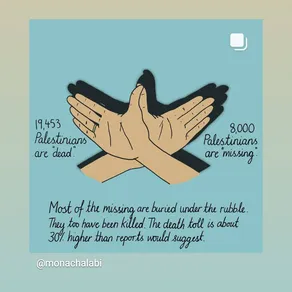 19,453
Palestinians
are "dead".
8,000
Palestinians
are "missing".
Most of the missing are buried under the rubble.
They too have been killed. The death toll is about
30% higher than reports would suggest.
@monachalabi